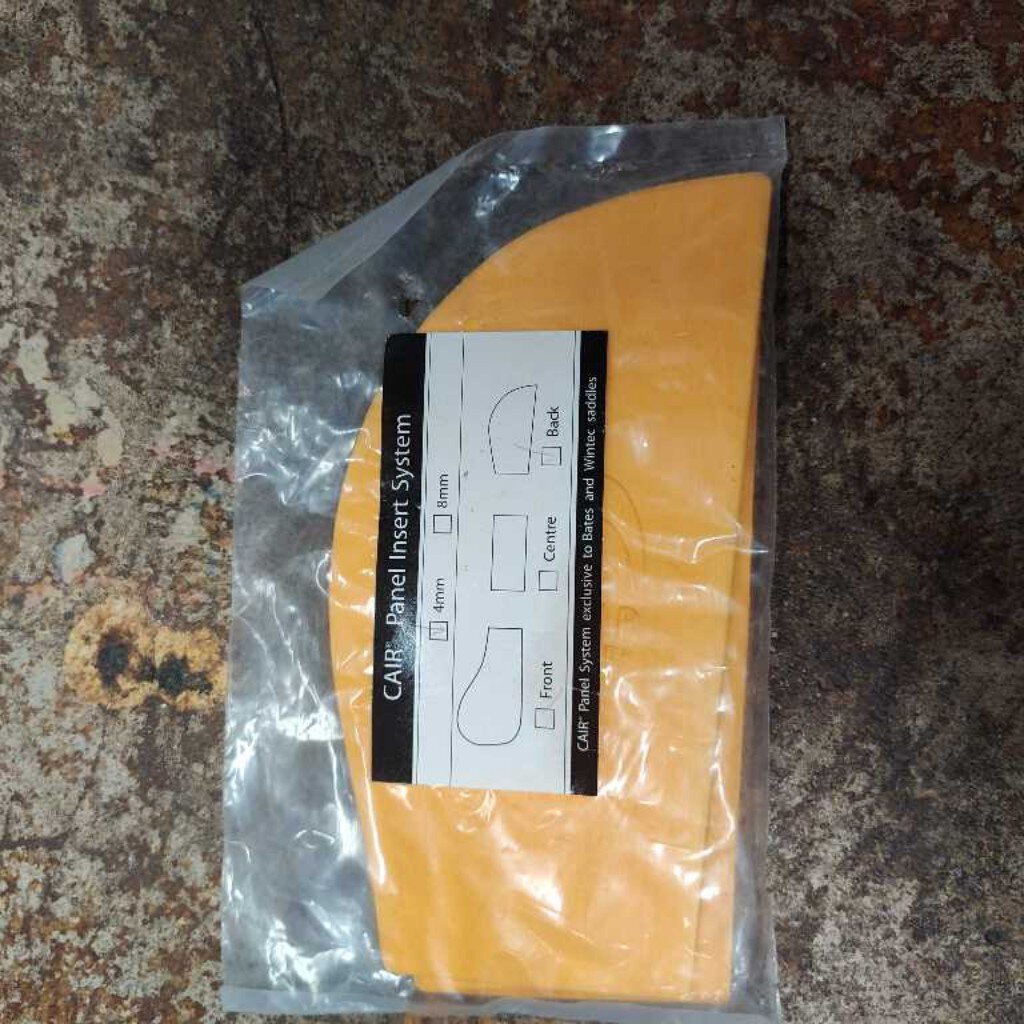 CAIR® Panel Insert System
4mm 8mm
Front Centre Back
CAIR® Panel System exclusive to Bates and Wintec saddles